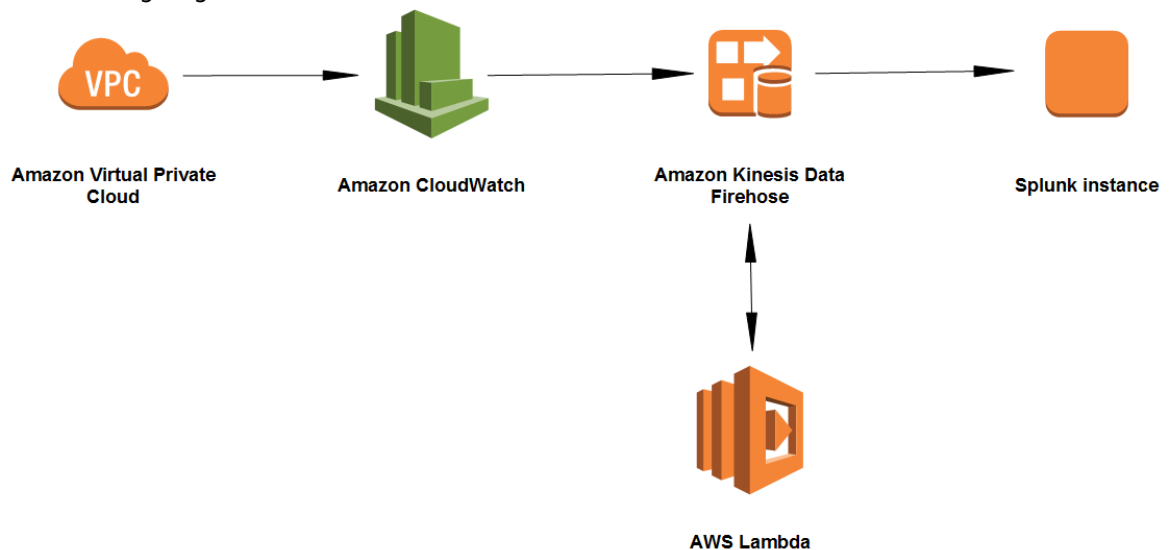 VPC
Amazon Virtual Private
Cloud
Amazon CloudWatch
Amazon Kinesis Data
Firehose
Splunk instance
AWS Lambda